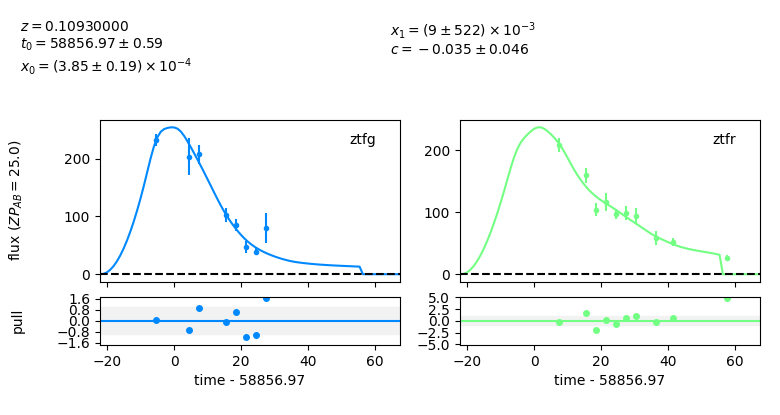 z = 0.10930000
t₀ = 58856.97 ± 0.59
x₀ = (3.85 ± 0.19) × 10⁻⁴
x₁ = (9 ± 522) × 10⁻³
c = −0.035 ± 0.046
flux (ZP_AB = 25.0)
200
100
0
ztfg
200
100
0
ztfr
pull
1.6
0.8
0.0
−0.8
−1.6
−20 0 20 40 60
time - 58856.97
5.0
2.5
0.0
−2.5
−5.0
−20 0 20 40 60
time - 58856.97